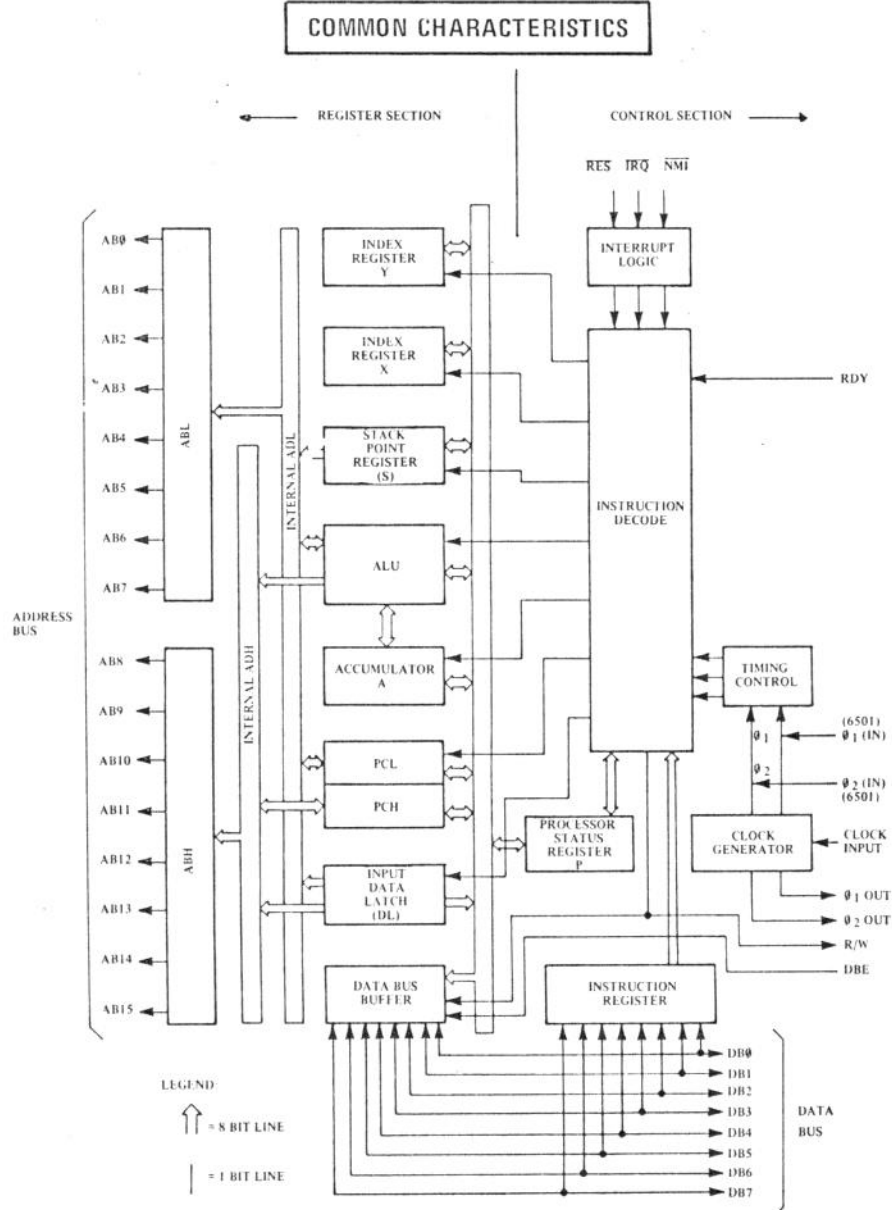 COMMON CHARACTERISTICS
REGISTER SECTION
CONTROL SECTION
RES IRQ NMI
INTERRUPT
LOGIC
INSTRUCTION
DECODE
RDY
TIMING
CONTROL
(6501)
Ø1 (IN)
Ø1
Ø2
Ø2 (IN)
(6501)
CLOCK
GENERATOR
CLOCK
INPUT
Ø1 OUT
Ø2 OUT
R/W
DBE
INDEX
REGISTER
Y
INDEX
REGISTER
X
STACK
POINT
REGISTER
(S)
ALU
ACCUMULATOR
A
PCL
PCH
INPUT
DATA
LATCH
(DL)
DATA BUS
BUFFER
PROCESSOR
STATUS
REGISTER
P
INSTRUCTION
REGISTER
INTERNAL ADL
INTERNAL ADH
ABL
ABH
ADDRESS
BUS
ABØ
AB1
AB2
AB3
AB4
AB5
AB6
AB7
AB8
AB9
AB10
AB11
AB12
AB13
AB14
AB15
DBØ
DB1
DB2
DB3
DB4
DB5
DB6
DB7
DATA
BUS
LEGEND
= 8 BIT LINE
= 1 BIT LINE